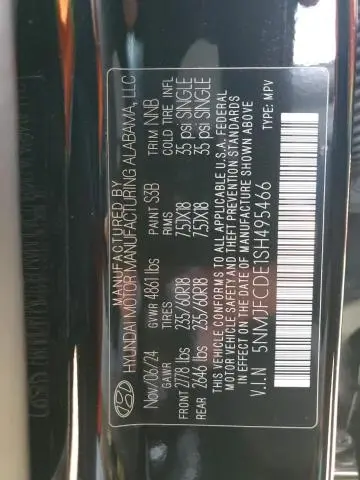 HYUNDAI MOTOR MANUFACTURING ALABAMA, LLC
Nov/06/24 GVWR 4861 lbs PAINT S3B TRIM NNB
GAWR TIRES RIMS COLD TIRE INFL
FRONT 2778 lbs 235/60R18 7.5JX18 35 psi SINGLE
REAR 2646 lbs 235/60R18 7.5JX18 35 psi SINGLE
THIS VEHICLE CONFORMS TO ALL APPLICABLE U.S.A. FEDERAL
MOTOR VEHICLE SAFETY AND THEFT PREVENTION STANDARDS
IN EFFECT ON THE DATE OF MANUFACTURE SHOWN ABOVE
V.I.N 5NMJFCDE1SH495466 TYPE: MPV